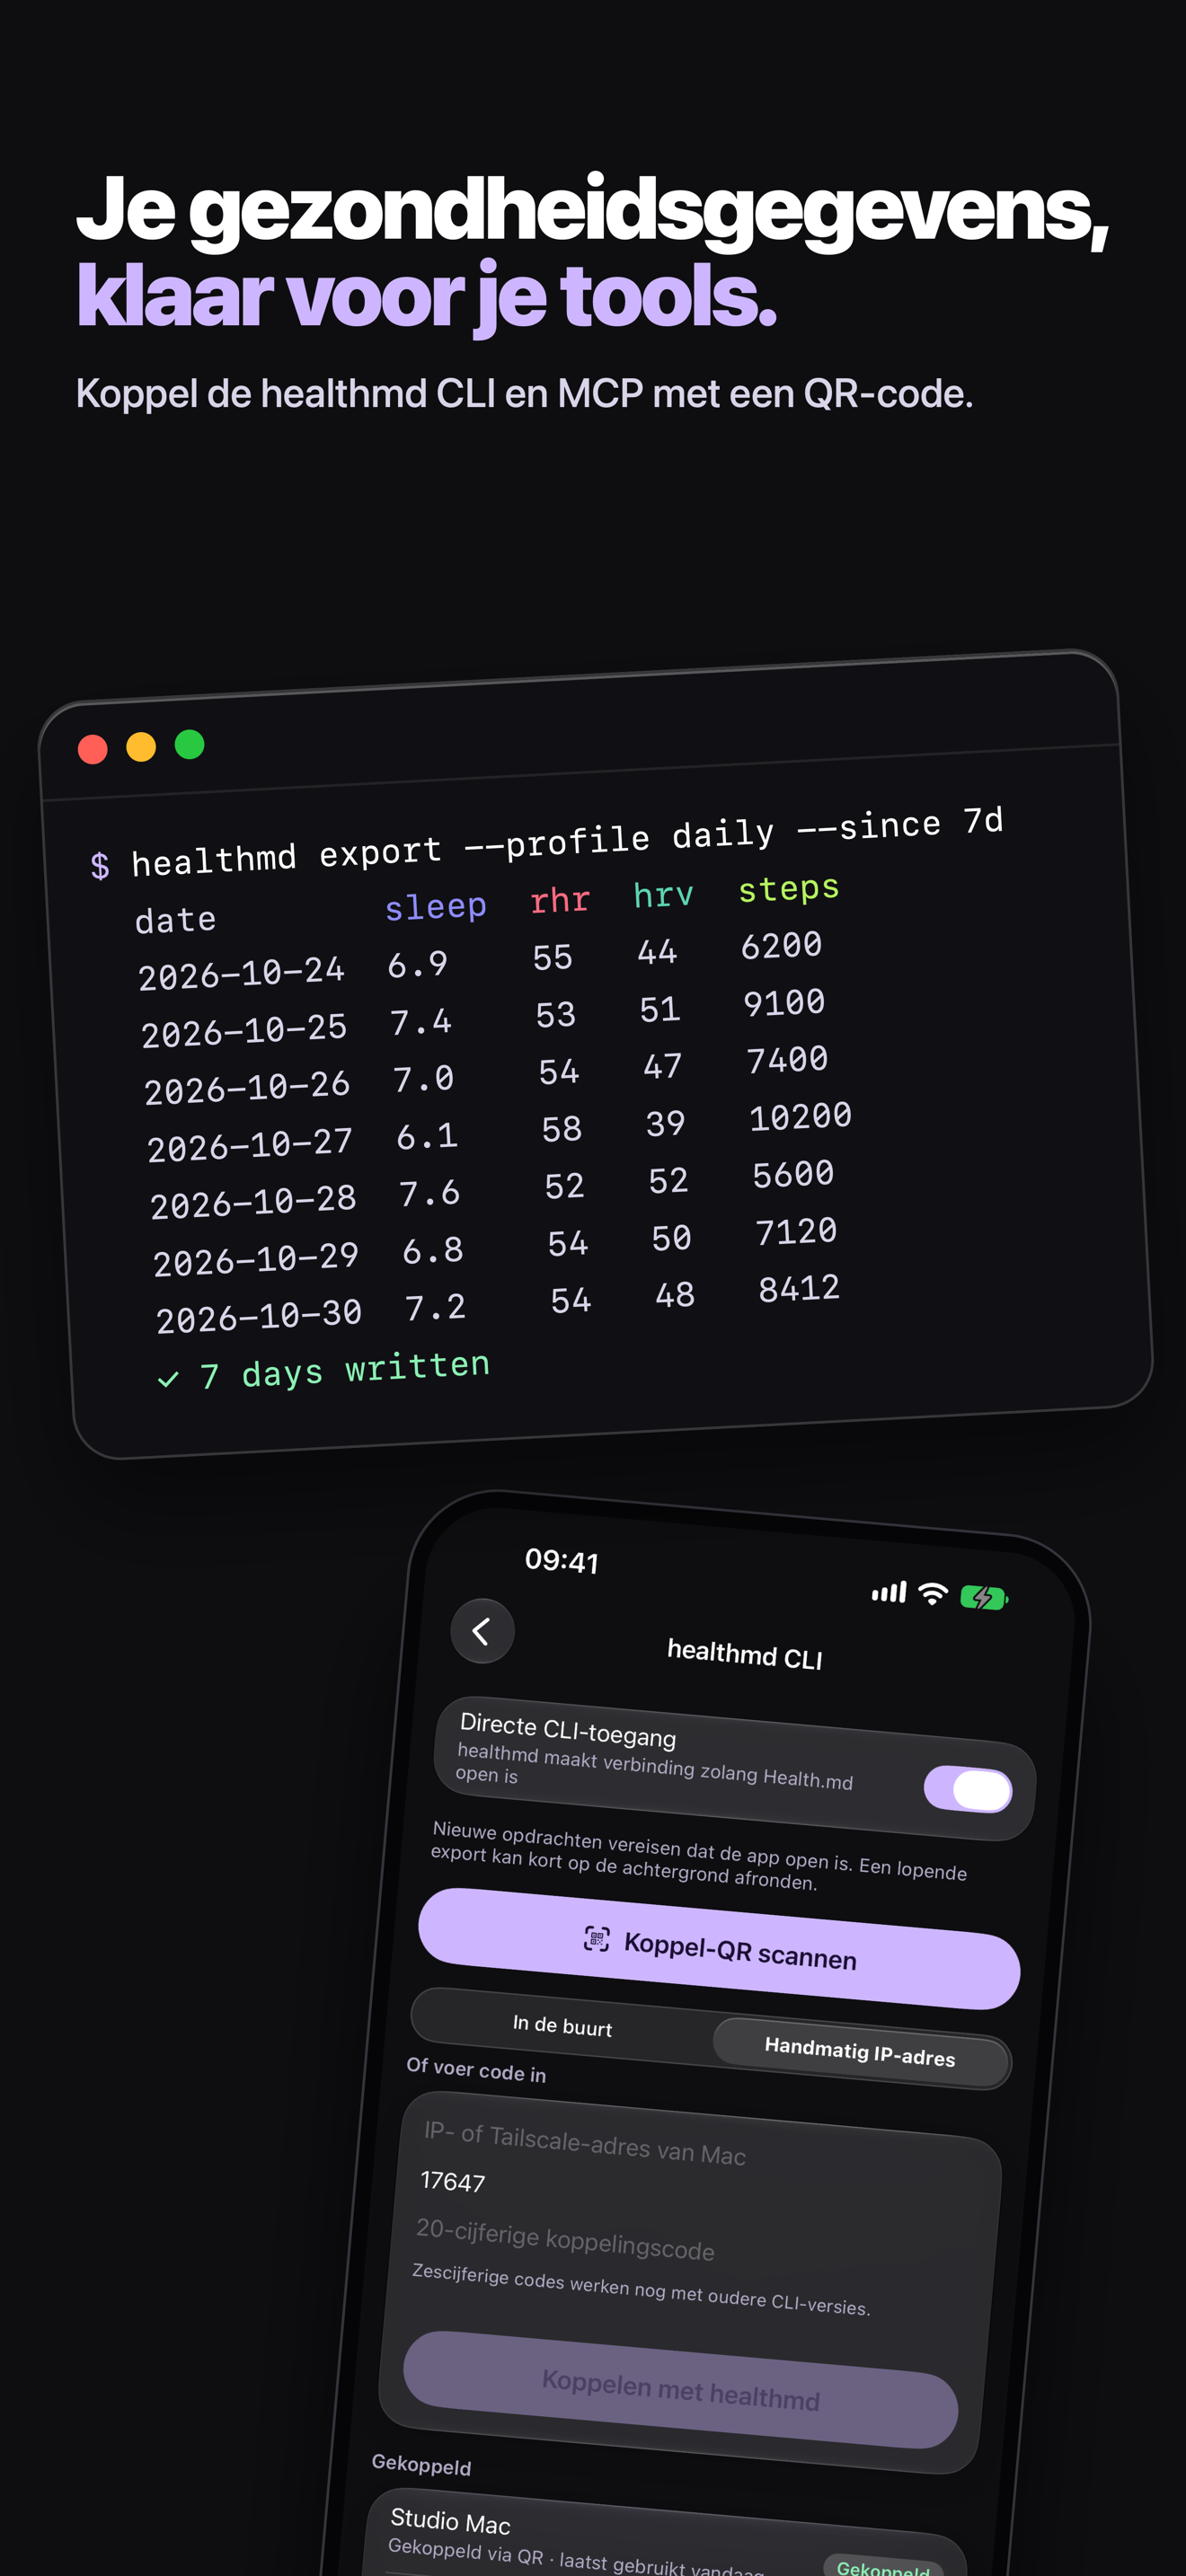 Je gezondheidsgegevens,
klaar voor je tools.
Koppel de healthmd CLI en MCP met een QR-code.
$ healthmd export --profile daily --since 7d
date sleep rhr hrv steps
2026-10-24 6.9 55 44 6200
2026-10-25 7.4 53 51 9100
2026-10-26 7.0 54 47 7400
2026-10-27 6.1 58 39 10200
2026-10-28 7.6 52 52 5600
2026-10-29 6.8 54 50 7120
2026-10-30 7.2 54 48 8412
✓ 7 days written
09:41
healthmd CLI
Directe CLI-toegang
healthmd maakt verbinding zolang Health.md
open is
Nieuwe opdrachten vereisen dat de app open is. Een lopende
export kan kort op de achtergrond afronden.
Koppel-QR scannen
In de buurt Handmatig IP-adres
Of voer code in
IP- of Tailscale-adres van Mac
17647
20-cijferige koppelingscode
Zescijferige codes werken nog met oudere CLI-versies.
Koppelen met healthmd
Gekoppeld
Studio Mac
Gekoppeld via QR · laatst gebruikt vandaag
Gekoppeld